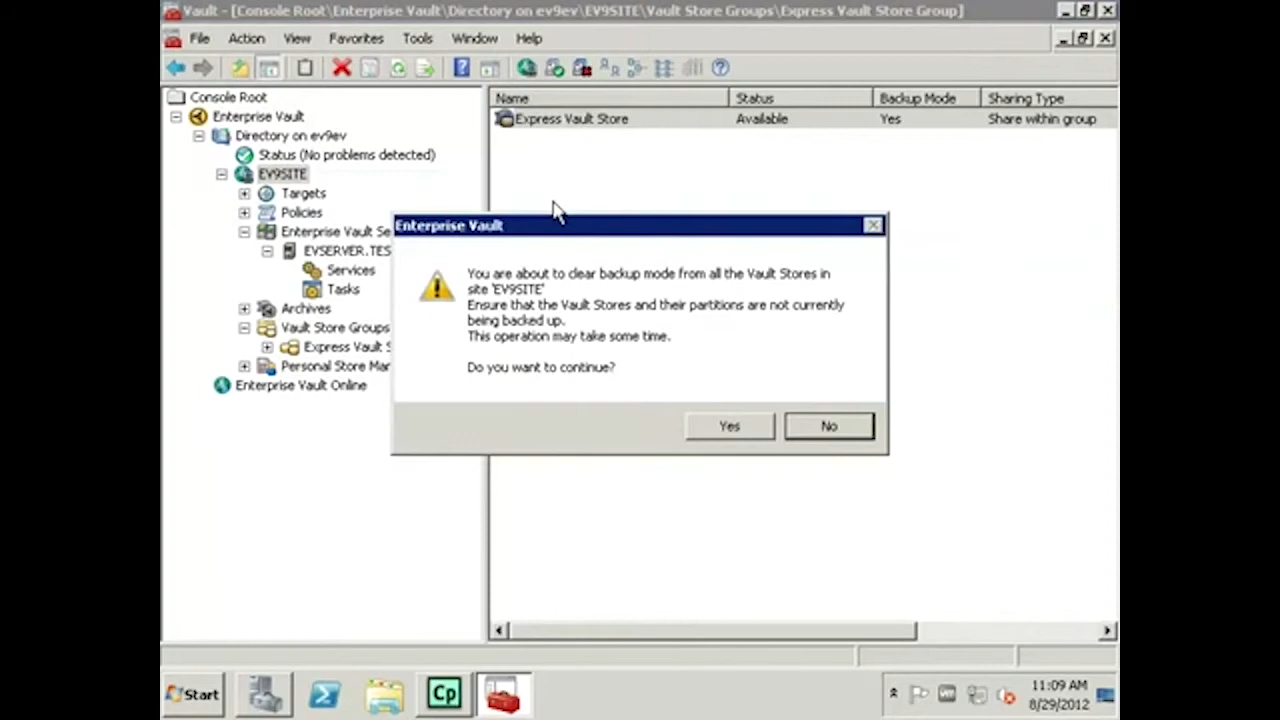 Vault - [Console Root\Enterprise Vault\Directory on ev9ev\EV9SITE\Vault Store Groups\Express Vault Store Group]
File Action View Favorites Tools Window Help
Console Root
Enterprise Vault
Directory on ev9ev
Status (No problems detected)
EV9SITE
Targets
Policies
Enterprise Vault Se
EVSERVER.TES
Services
Tasks
Archives
Vault Store Groups
Express Vault S
Personal Store Mar
Enterprise Vault Online
Name Status Backup Mode Sharing Type
Express Vault Store Available Yes Share within group
Enterprise Vault
You are about to clear backup mode from all the Vault Stores in
site 'EV9SITE'
Ensure that the Vault Stores and their partitions are not currently
being backed up.
This operation may take some time.
Do you want to continue?
Yes No
Start
Cp
11:09 AM
8/29/2012